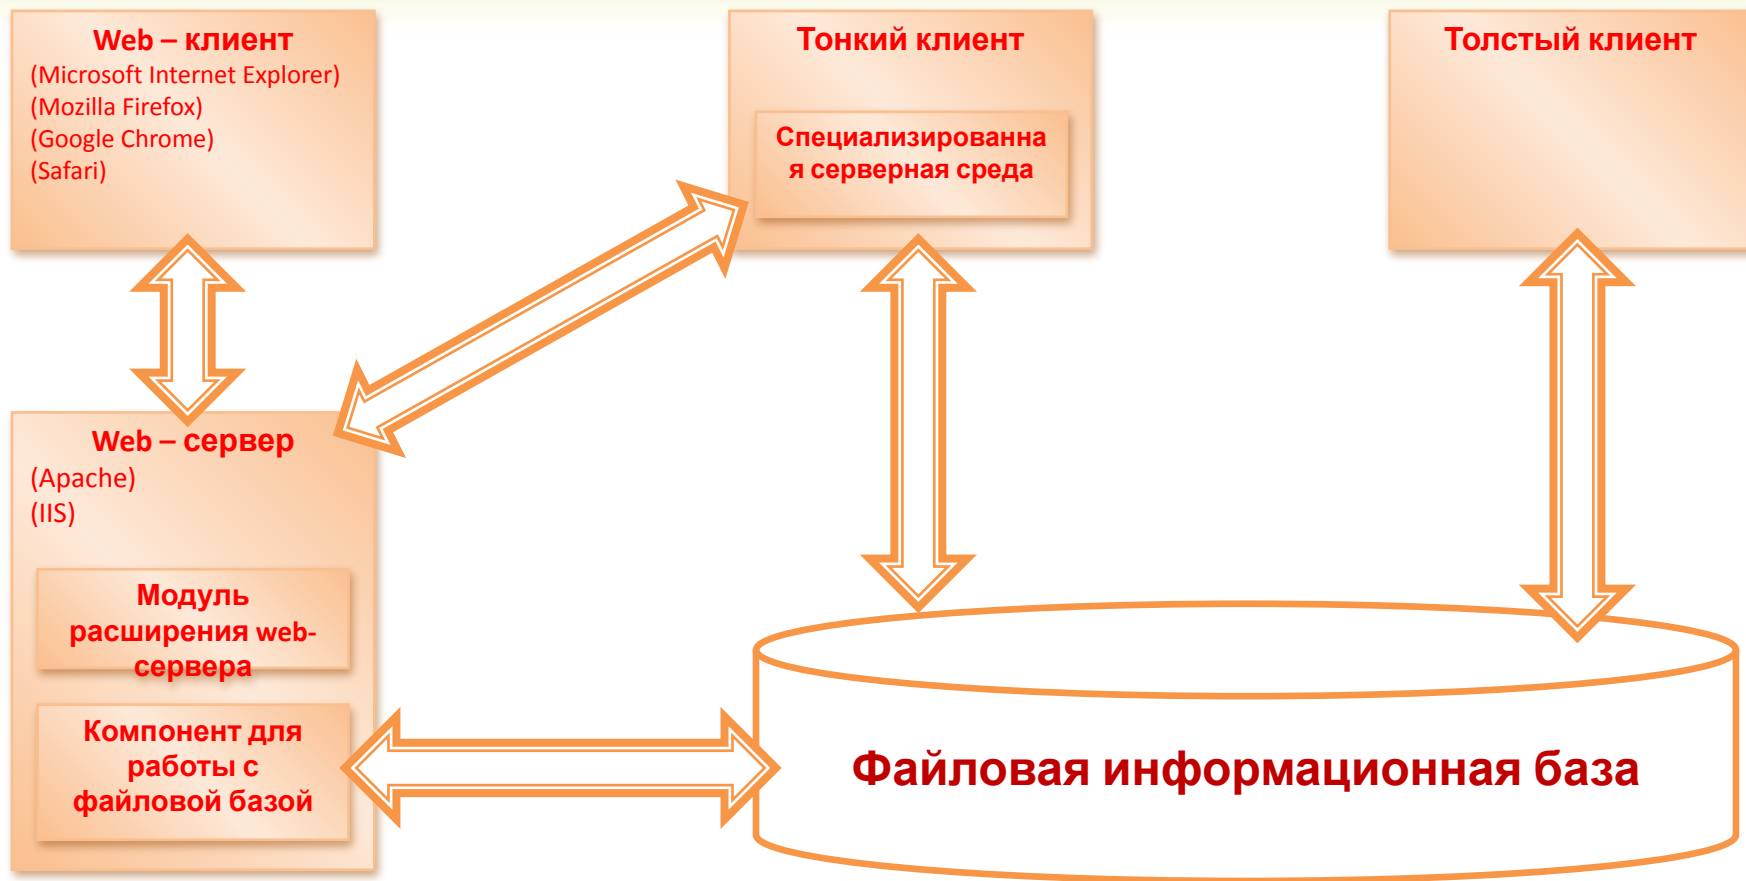 Web – клиент
(Microsoft Internet Explorer)
(Mozilla Firefox)
(Google Chrome)
(Safari)
Тонкий клиент
Специализированна
я серверная среда
Толстый клиент
Web – сервер
(Apache)
(IIS)
Модуль
расширения web-
сервера
Компонент для
работы с
файловой базой
Файловая информационная база